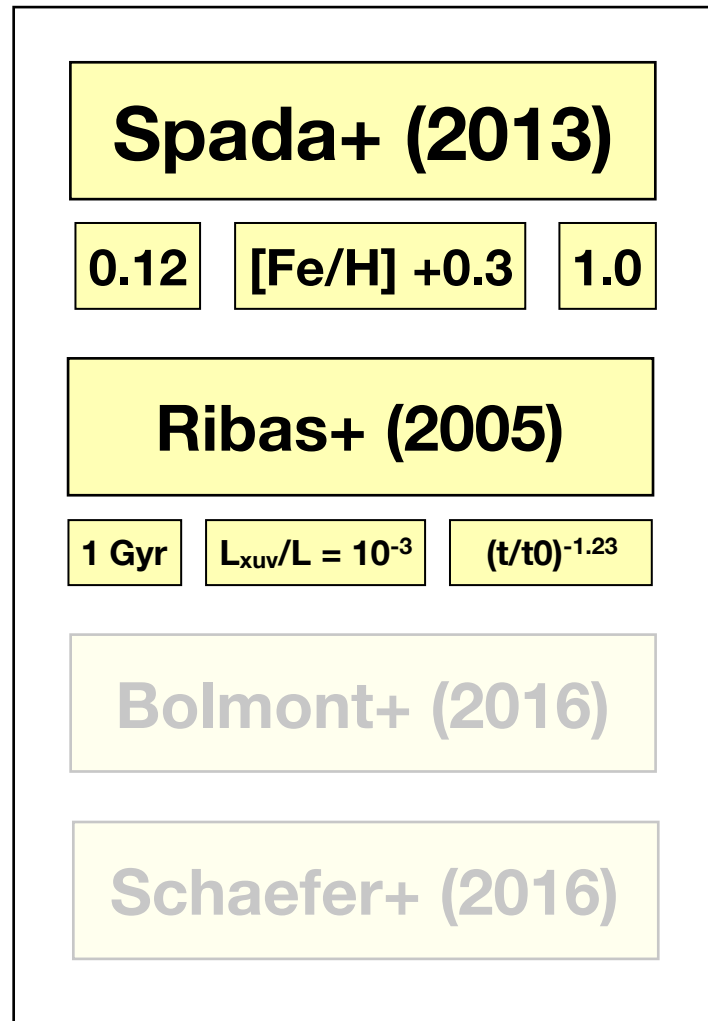 Spada+ (2013)
0.12 [Fe/H] +0.3 1.0
Ribas+ (2005)
1 Gyr Lxuv/L = 10-3 (t/t0)-1.23
Bolmont+ (2016)
Schaefer+ (2016)